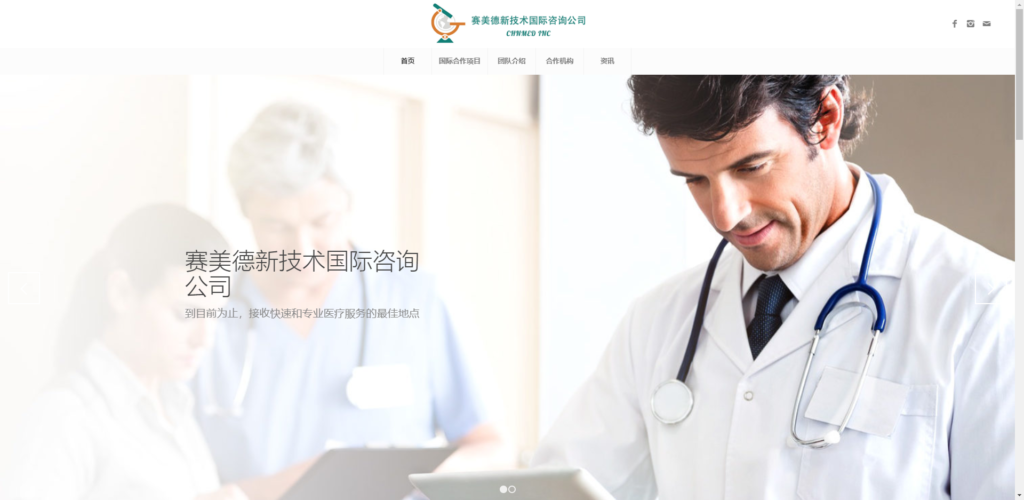 赛美德新技术国际咨询公司
CHNMCD INC
首页 国际合作项目 团队介绍 合作机构 资讯
赛美德新技术国际咨询
公司
到目前为止，接收快速和专业医疗服务的最佳地点